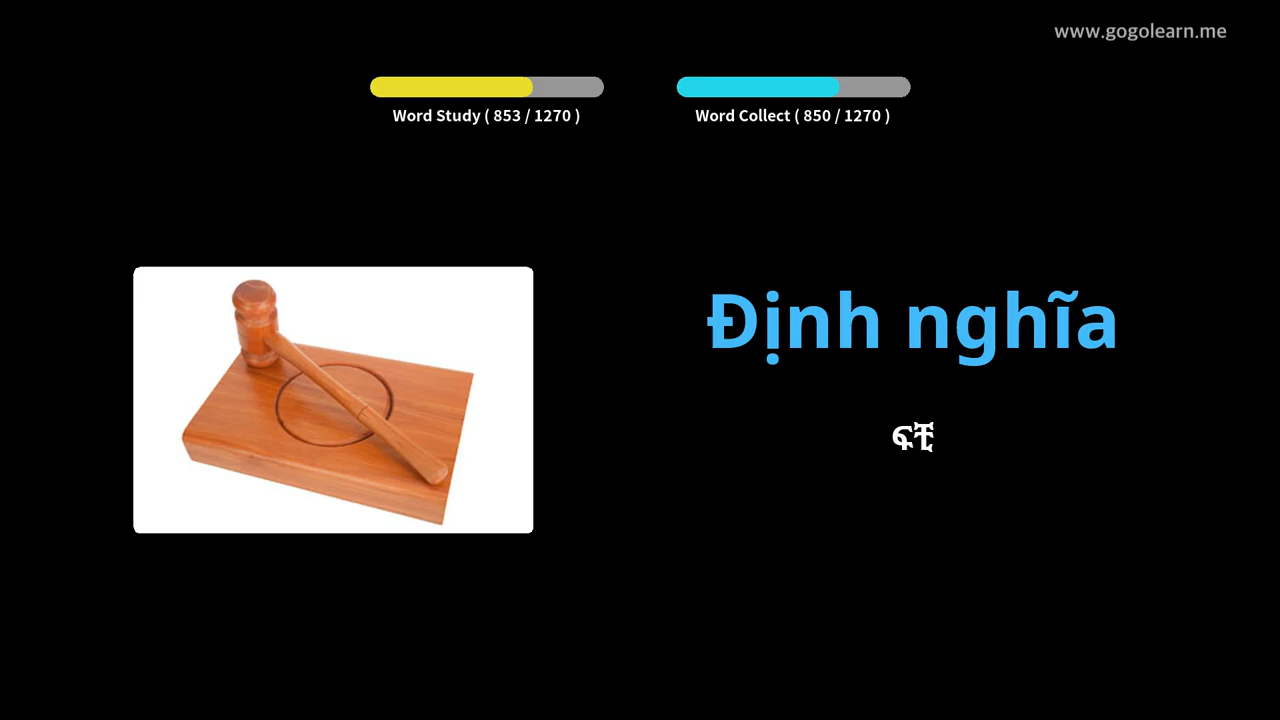 www.gogolearn.me
Word Study ( 853 / 1270 )
Word Collect ( 850 / 1270 )
Định nghĩa
ፍቺ